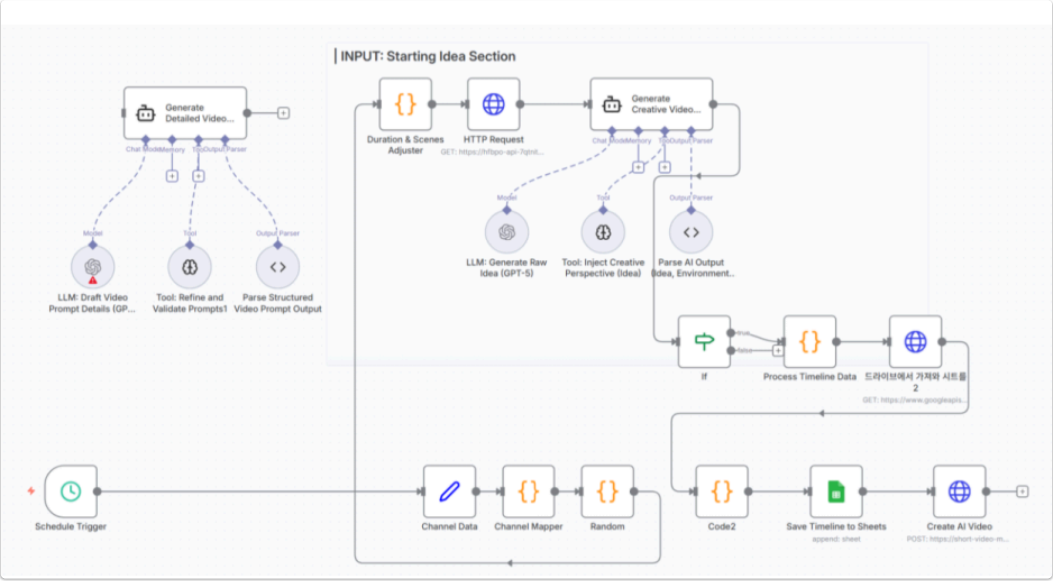 INPUT: Starting Idea Section
Generate
Detailed Video...
Chat Model
Memory
Tool
Output Parser
Model
Tool
Output Parser
LLM: Draft Video
Prompt Details (GP...
Tool: Refine and
Validate Prompts1
Parse Structured
Video Prompt Output
Duration & Scenes
Adjuster
HTTP Request
Generate
Creative Video...
Chat Model
Memory
Tool
Output Parser
Model
Tool
Output Parser
LLM: Generate Raw
Idea (GPT-5)
Tool: Inject Creative
Perspective (Idea)
Parse AI Output
(Idea, Environment..
true
false
If
Process Timeline Data
드라이브에서 가져와 시트를
2
GET: https://www.googleapis...
Schedule Trigger
Channel Data
Channel Mapper
Random
Code2
Save Timeline to Sheets
append: sheet
Create AI Video
POST: https://short-video-m...